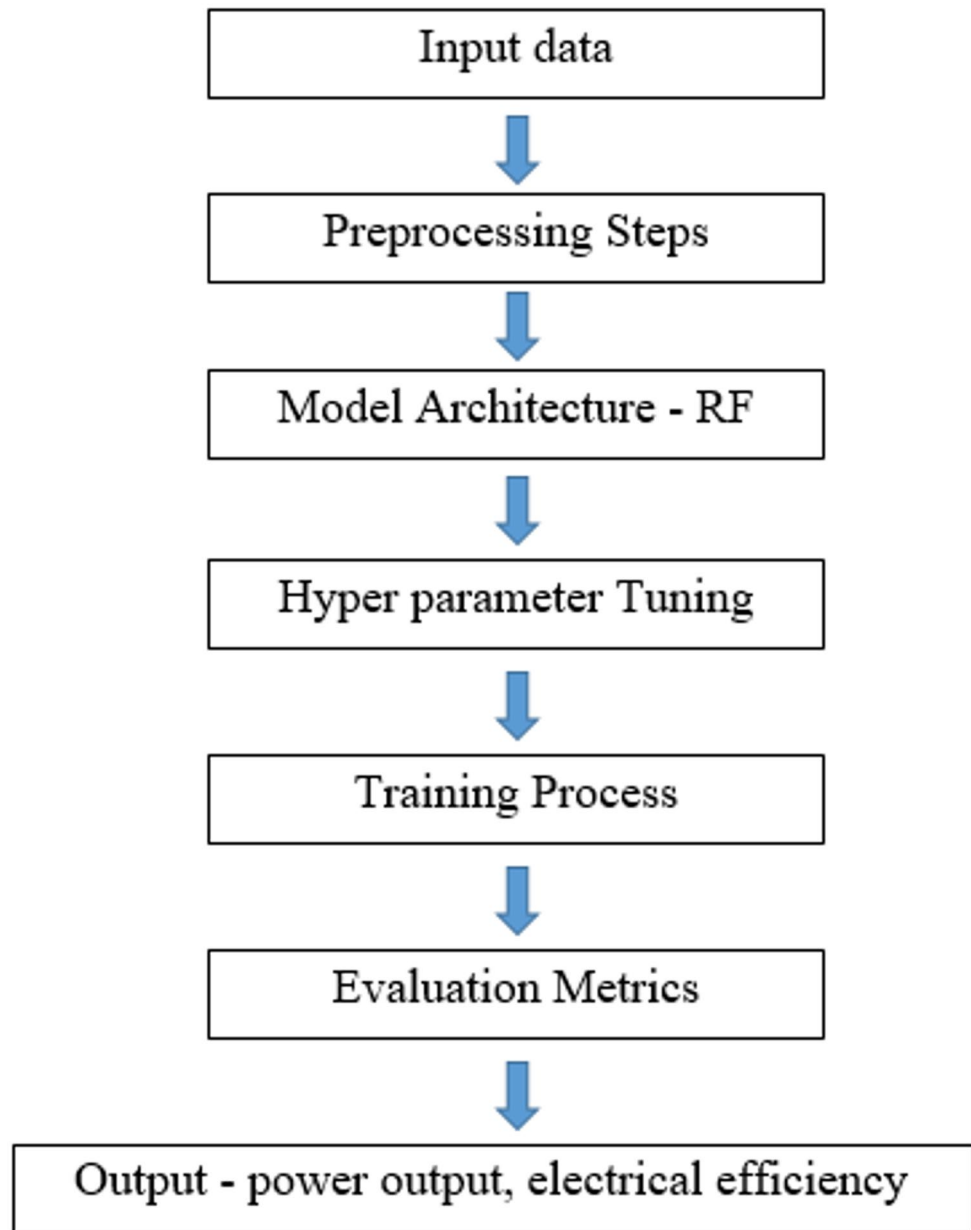 Input data
Preprocessing Steps
Model Architecture - RF
Hyper parameter Tuning
Training Process
Evaluation Metrics
Output - power output, electrical efficiency